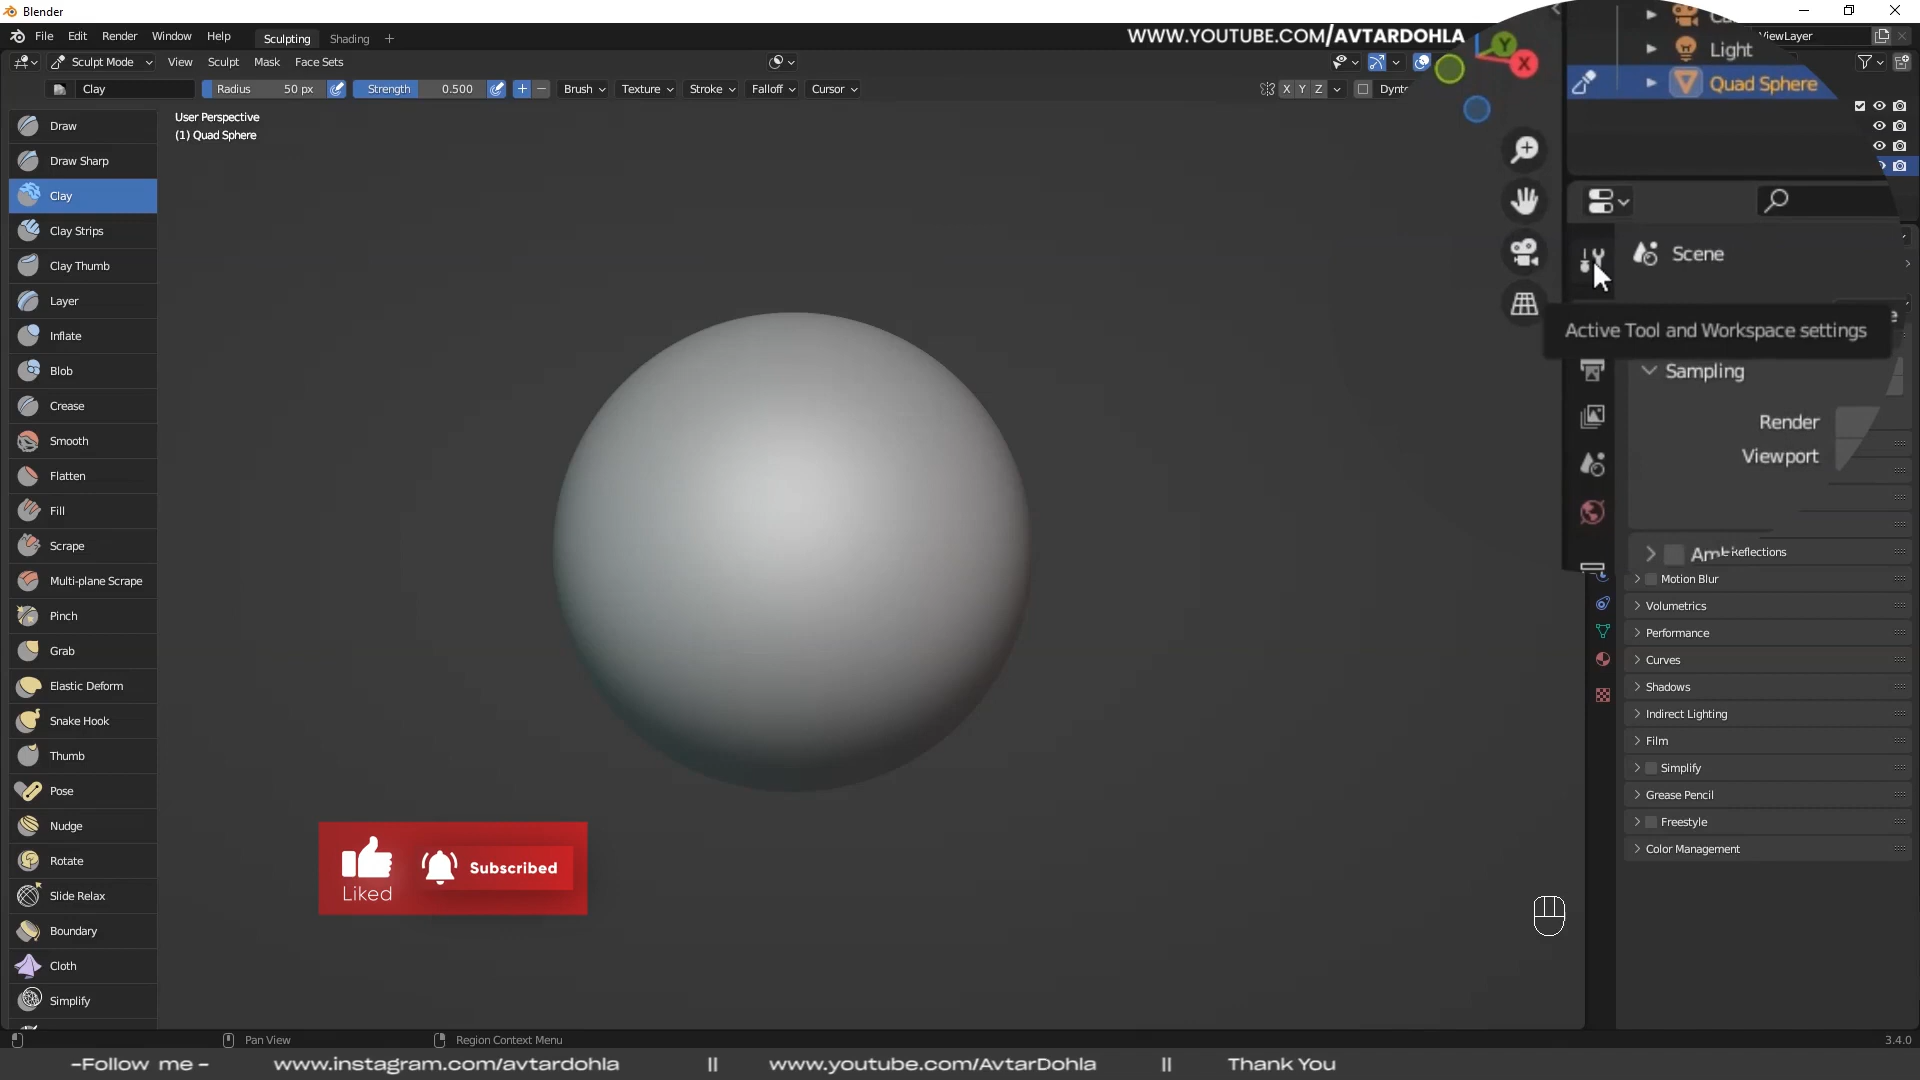 Blender
File Edit Render Window Help Sculpting Shading +
WWW.YOUTUBE.COM/AVTARDOHLA
ViewLayer
Sculpt Mode View Sculpt Mask Face Sets
Light
Quad Sphere
Clay Radius 50 px Strength 0.500 Brush Texture Stroke Falloff Cursor X Y Z
User Perspective
(1) Quad Sphere
Y
X
Draw
Draw Sharp
Clay
Clay Strips
Clay Thumb
Layer
Inflate
Blob
Crease
Smooth
Flatten
Fill
Scrape
Multi-plane Scrape
Pinch
Grab
Elastic Deform
Snake Hook
Thumb
Pose
Nudge
Rotate
Slide Relax
Boundary
Cloth
Simplify
Scene
Active Tool and Workspace settings
Sampling
Render
Viewport
Motion Blur
Volumetrics
Performance
Curves
Shadows
Indirect Lighting
Film
Simplify
Grease Pencil
Freestyle
Color Management
Liked
Subscribed
Pan View
Region Context Menu
3.4.0
-Follow me - www.instagram.com/avtardohla || www.youtube.com/AvtarDohla || Thank You